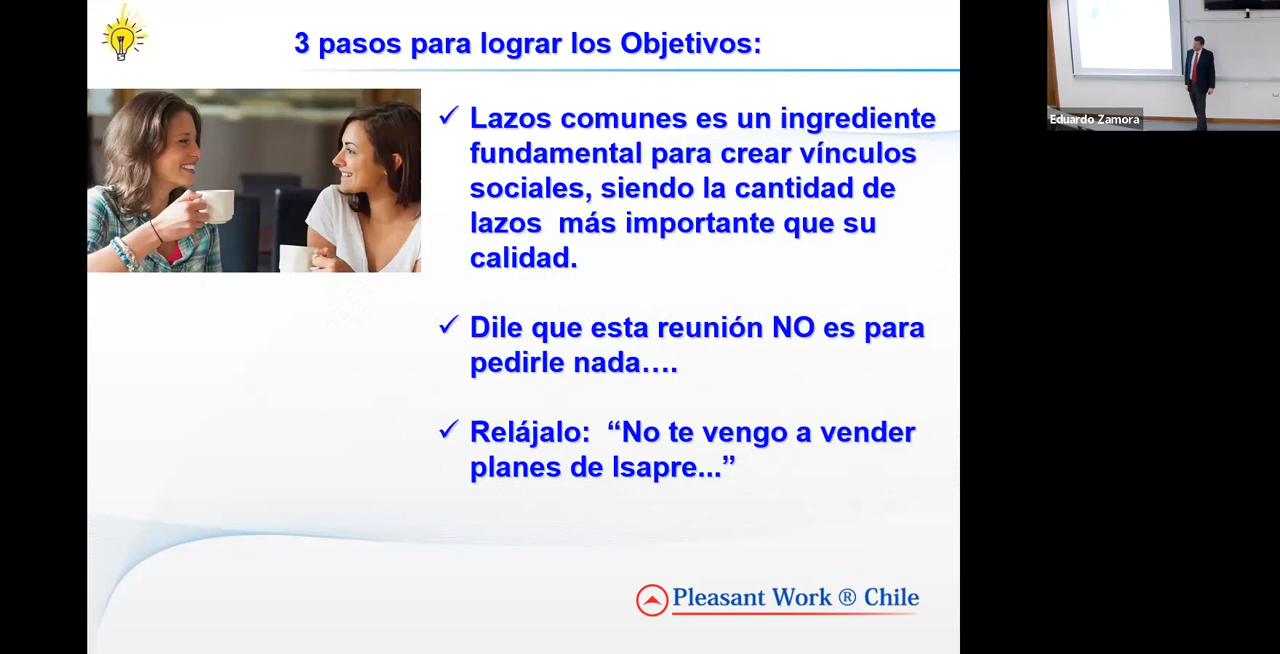 3 pasos para lograr los Objetivos:
Lazos comunes es un ingrediente
fundamental para crear vínculos
sociales, siendo la cantidad de
lazos más importante que su
calidad.
Dile que esta reunión NO es para
pedirle nada….
Relájalo: “No te vengo a vender
planes de Isapre...”
Pleasant Work ® Chile
Eduardo Zamora